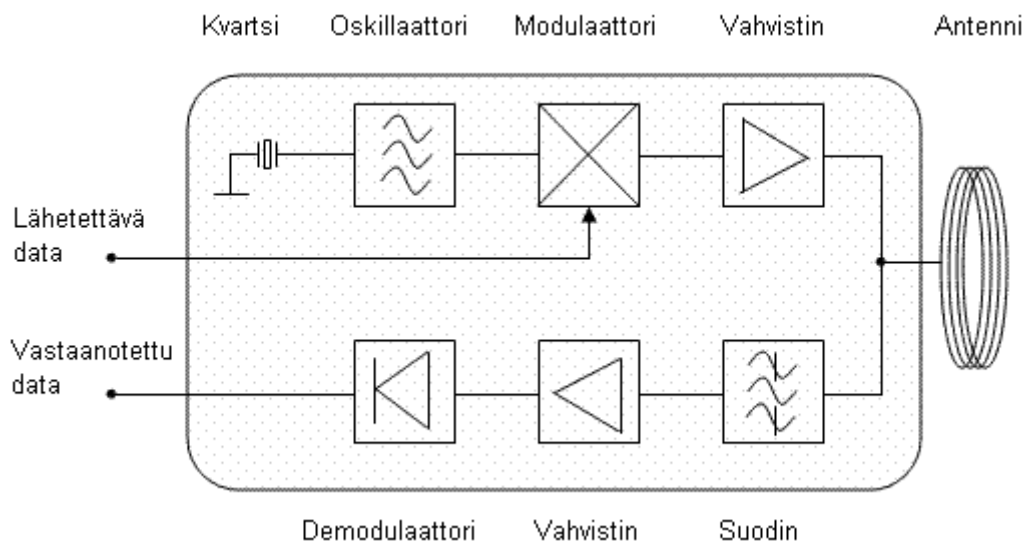 Kvartsi Oskillaattori Modulaattori Vahvistin Antenni
Lähetettävä
data
Vastaanotettu
data
Demodulaattori Vahvistin Suodin